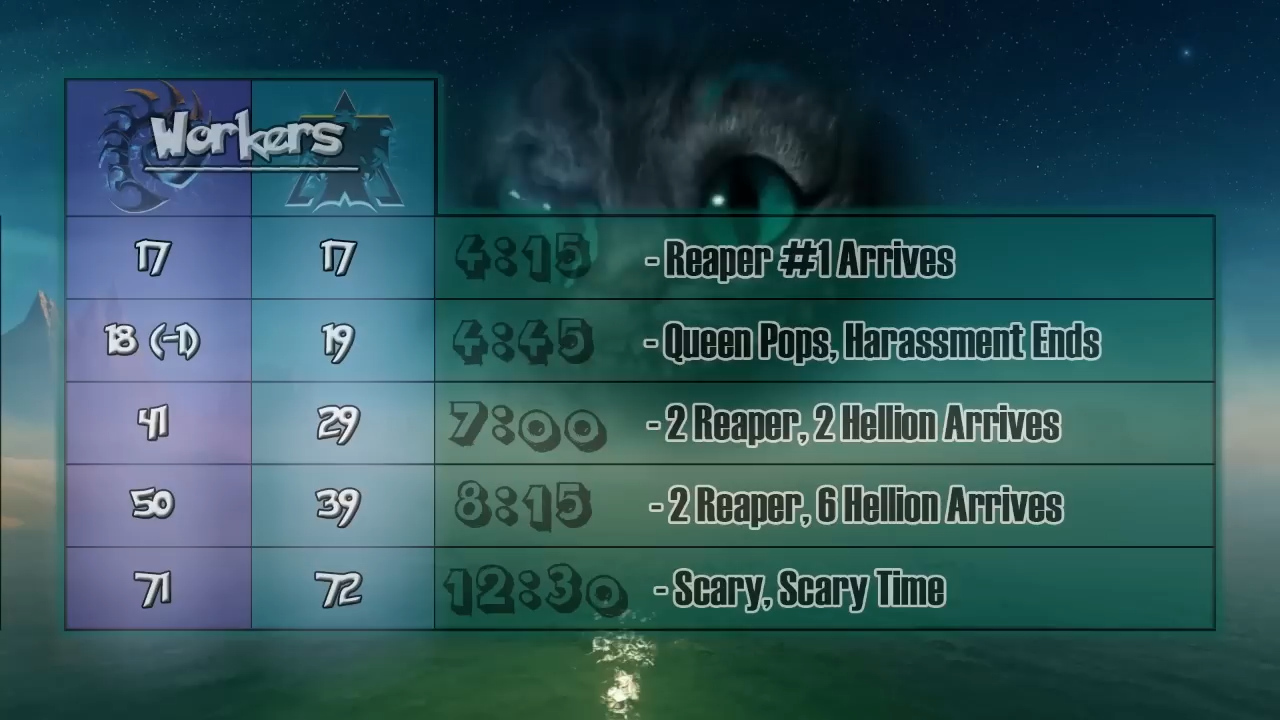 Workers
17 17 4:15 - Reaper #1 Arrives
18 (-1) 19 4:45 - Queen Pops, Harassment Ends
41 29 7:00 - 2 Reaper, 2 Hellion Arrives
50 39 8:15 - 2 Reaper, 6 Hellion Arrives
71 72 12:30 - Scary, Scary Time